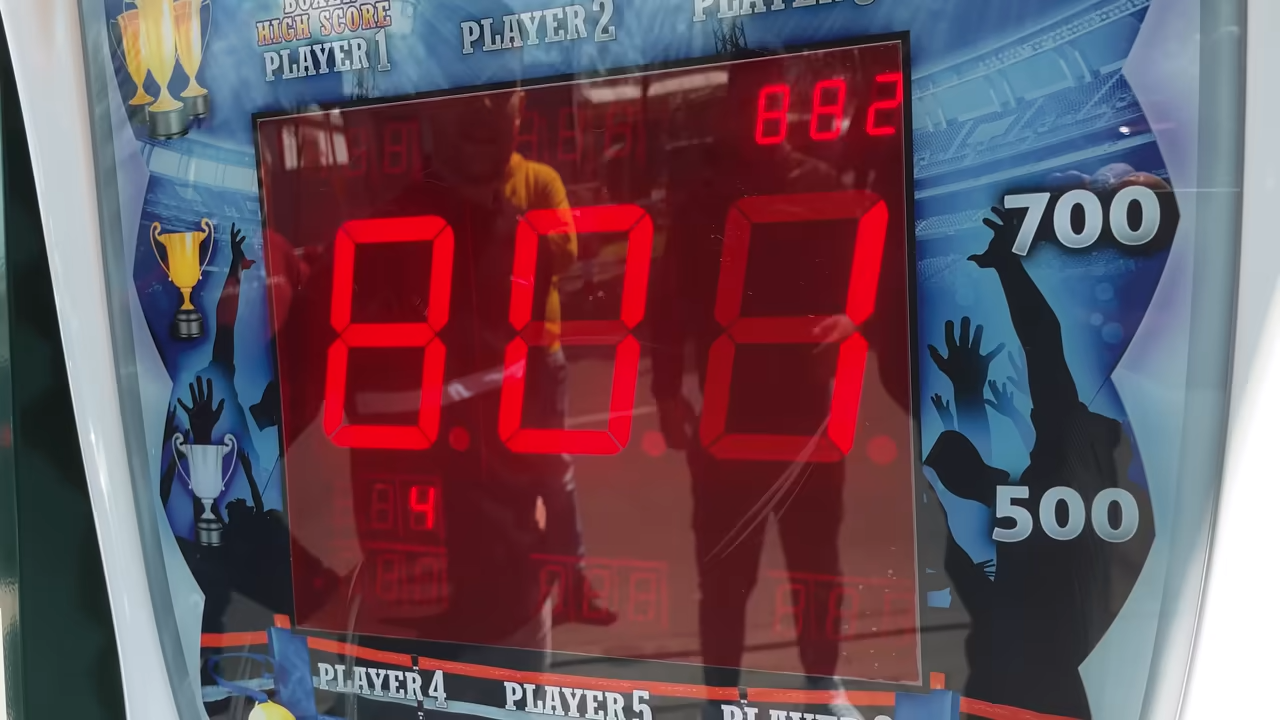 HIGH SCORE
PLAYER 1
PLAYER 2
882
801
700
4
500
PLAYER 4
PLAYER 5